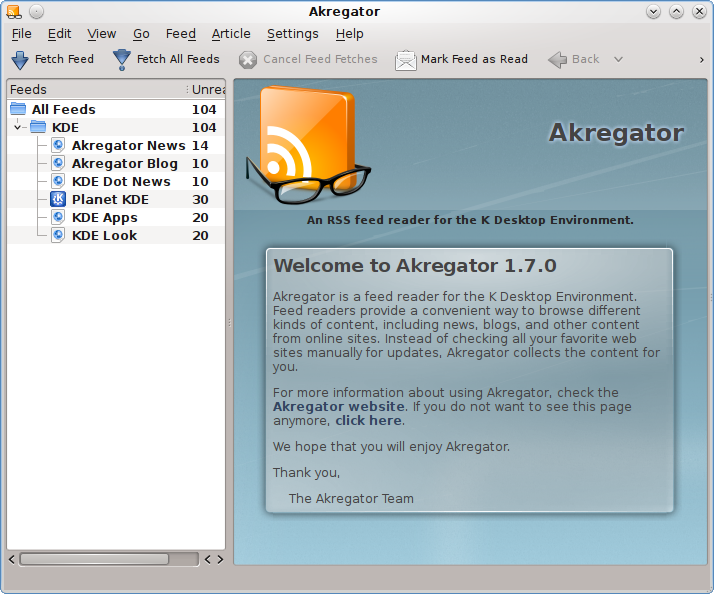 Akregator
File Edit View Go Feed Article Settings Help
Fetch Feed Fetch All Feeds Cancel Feed Fetches Mark Feed as Read Back
Feeds Unrea
All Feeds 104
KDE 104
Akregator News 14
Akregator Blog 10
KDE Dot News 10
Planet KDE 30
KDE Apps 20
KDE Look 20
Akregator
An RSS feed reader for the K Desktop Environment.
Welcome to Akregator 1.7.0
Akregator is a feed reader for the K Desktop Environment.
Feed readers provide a convenient way to browse different
kinds of content, including news, blogs, and other content
from online sites. Instead of checking all your favorite web
sites manually for updates, Akregator collects the content for
you.
For more information about using Akregator, check the
Akregator website. If you do not want to see this page
anymore, click here.
We hope that you will enjoy Akregator.
Thank you,
The Akregator Team